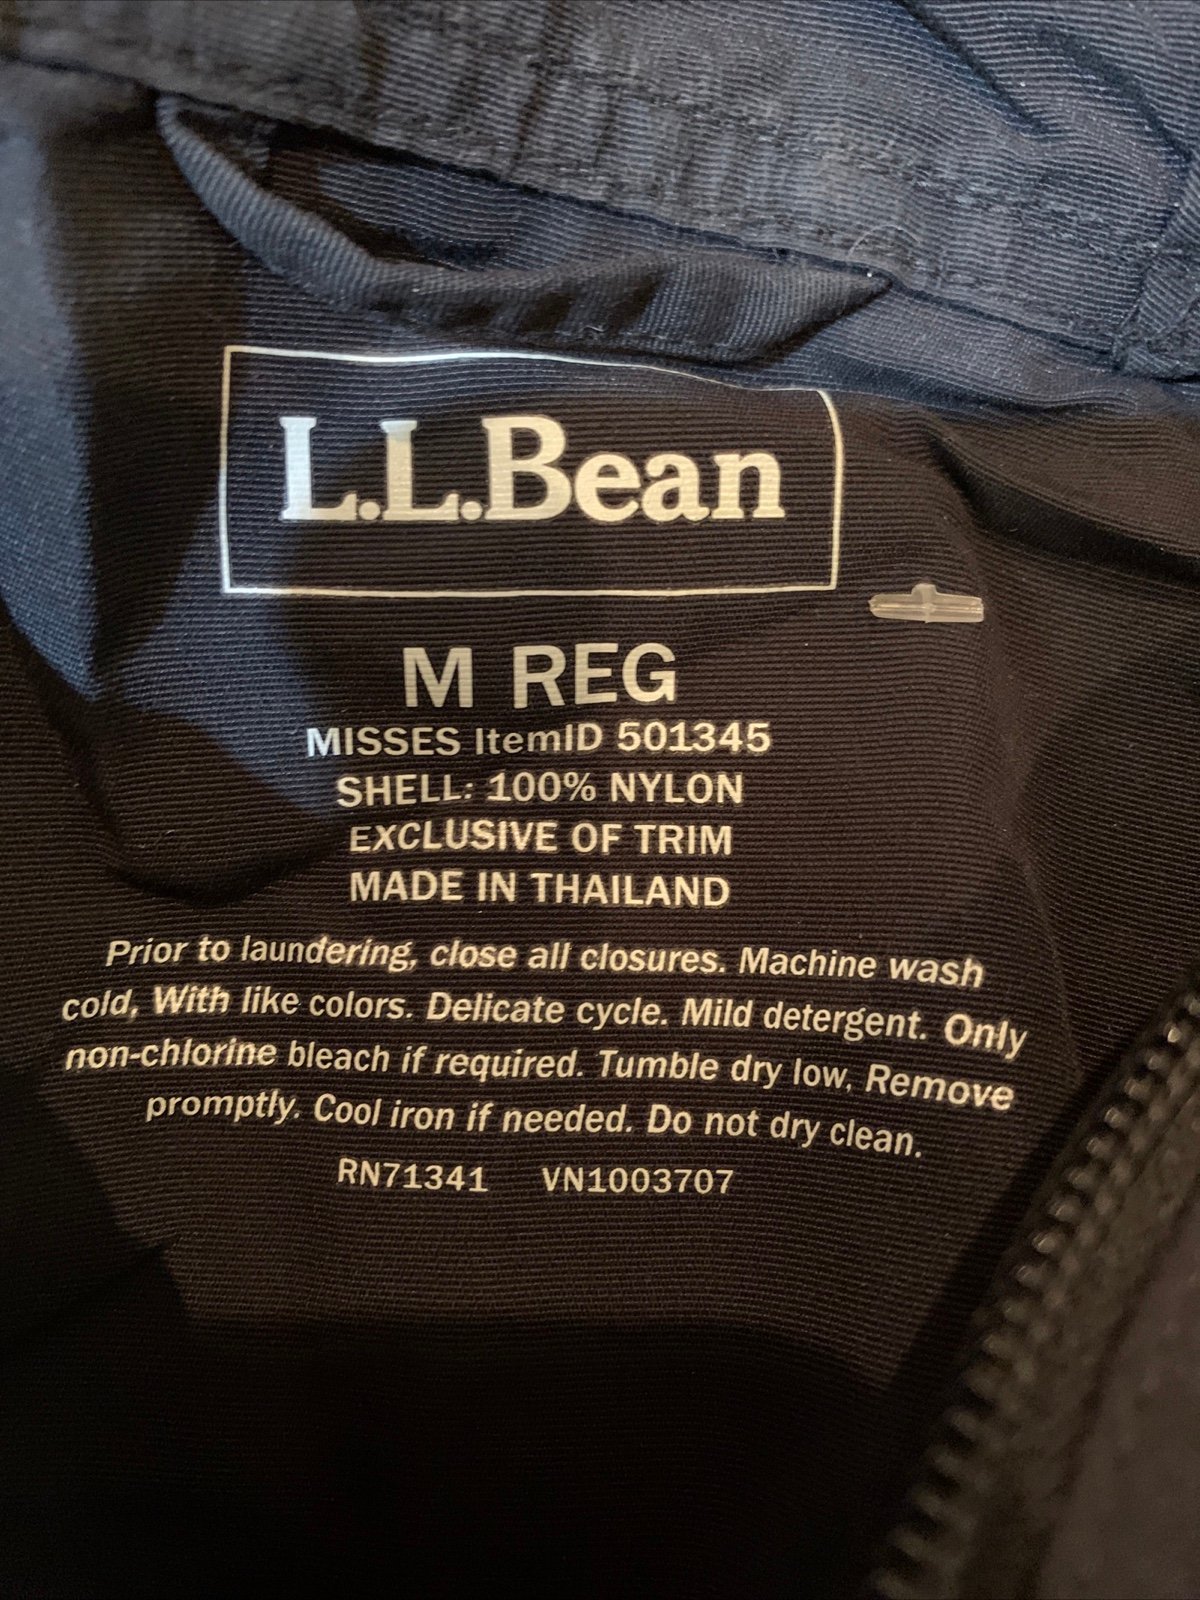 L.L.Bean
M REG
MISSES ItemID 501345
SHELL: 100% NYLON
EXCLUSIVE OF TRIM
MADE IN THAILAND
Prior to laundering, close all closures. Machine wash
cold, With like colors. Delicate cycle. Mild detergent. Only
non-chlorine bleach if required. Tumble dry low, Remove
promptly. Cool iron if needed. Do not dry clean.
RN71341 VN1003707